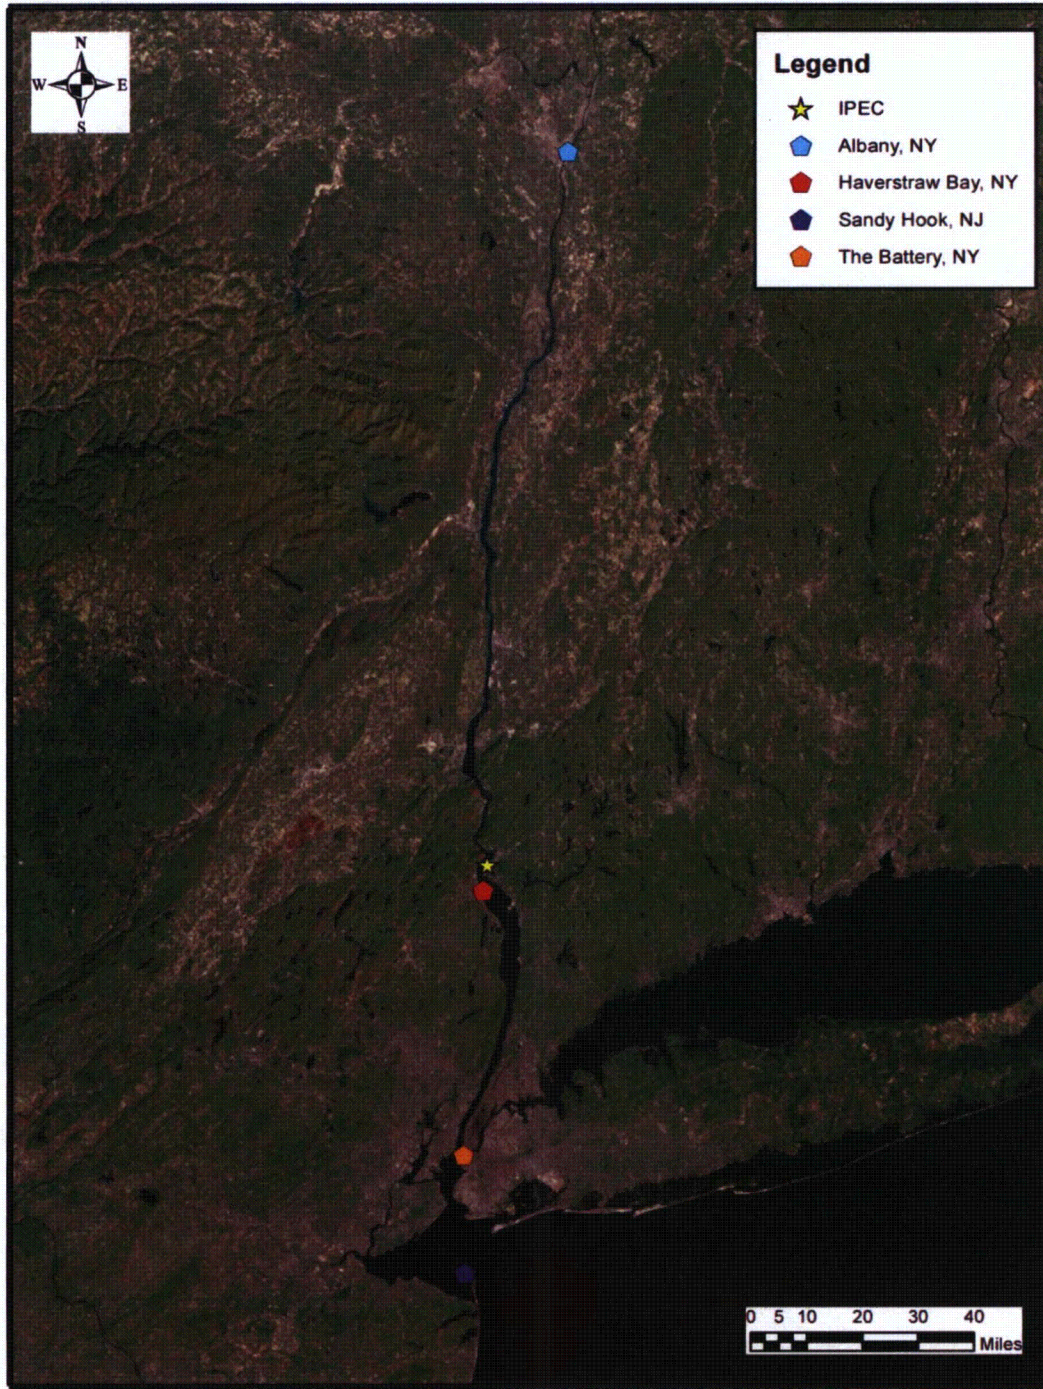 N
W E
S
Legend
IPEC
Albany, NY
Haverstraw Bay, NY
Sandy Hook, NJ
The Battery, NY
0 5 10 20 30 40
Miles